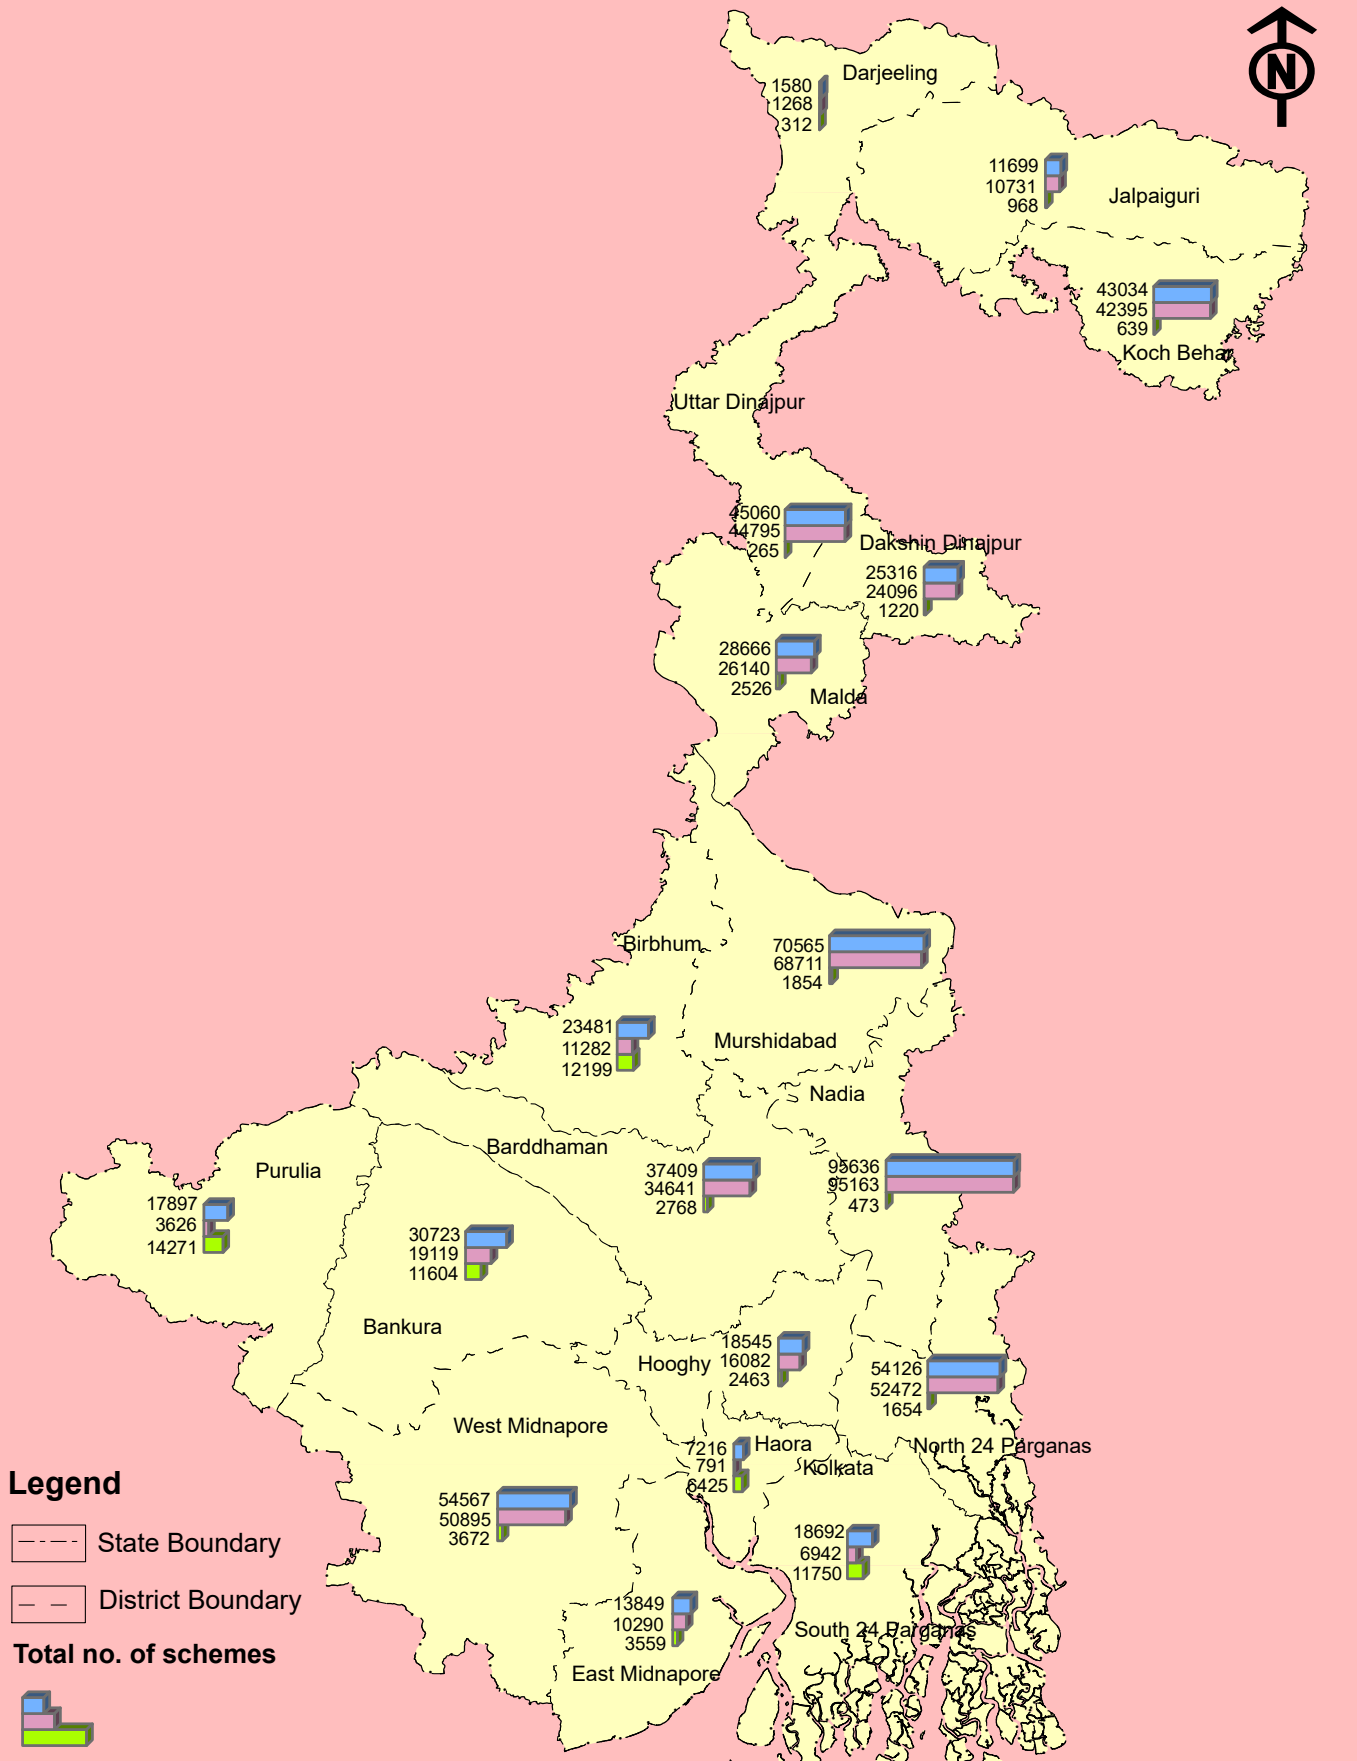 N
Darjeeling
1580
1268
312
11699
10731
968
Jalpaiguri
43034
42395
639
Koch Behar
Uttar Dinajpur
45060
44795
265
Dakshin Dinajpur
25316
24096
1220
28666
26140
2526
Malda
Birbhum
70565
68711
1854
23481
11282
12199
Murshidabad
Nadia
Barddhaman
Purulia
37409
34641
2768
95636
95163
473
17897
3626
14271
30723
19119
11604
Bankura
Hooghy
18545
16082
2463
54126
52472
1654
West Midnapore
Haora
7216
791
6425
Kolkata
North 24 Parganas
Legend
54567
50895
3672
State Boundary
18692
6942
11750
District Boundary
13849
10290
3559
South 24 Parganas
Total no. of schemes
East Midnapore